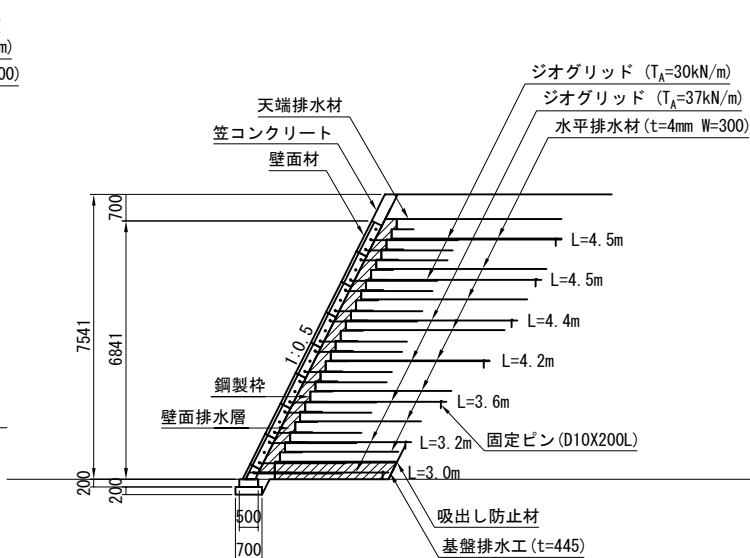 m)
00)
ジオグリッド (TA=30kN/m)
天端排水材
ジオグリッド (TA=37kN/m)
笠コンクリート
水平排水材(t=4mm W=300)
壁面材
700
L=4.5m
L=4.5m
7541
6841
1:0.5
L=4.4m
L=4.2m
鋼製枠
L=3.6m
壁面排水層
固定ピン(D10X200L)
L=3.2m
L=3.0m
200
200
500
吸出し防止材
700
基盤排水工(t=445)